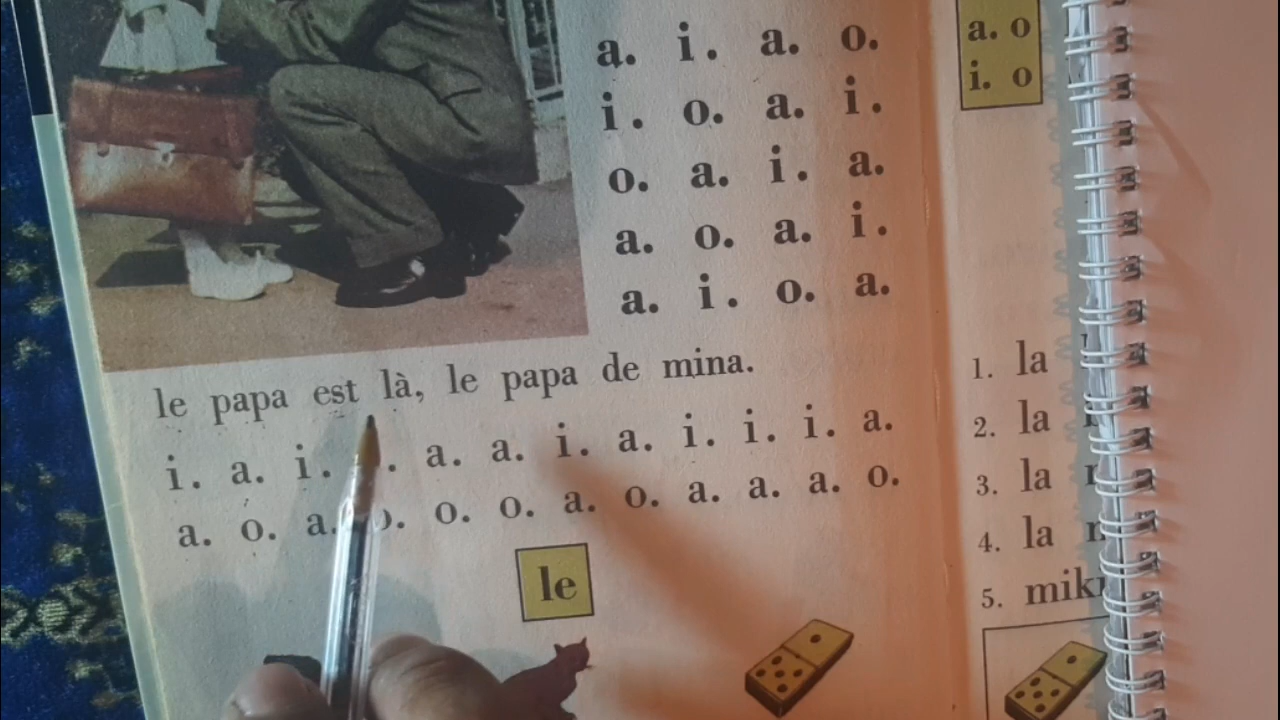 a. i. a. o.
i. o. a. i.
o. a. i. a.
a. o. a. i.
a. i. o. a.
le papa est là, le papa de mina.
i. a. i. . a. a. i. a. i. i. i. a.
a. o. a. o. o. o. a. o. a. a. a. o.
le
a. o
i. o
1. la
2. la
3. la
4. la
5.